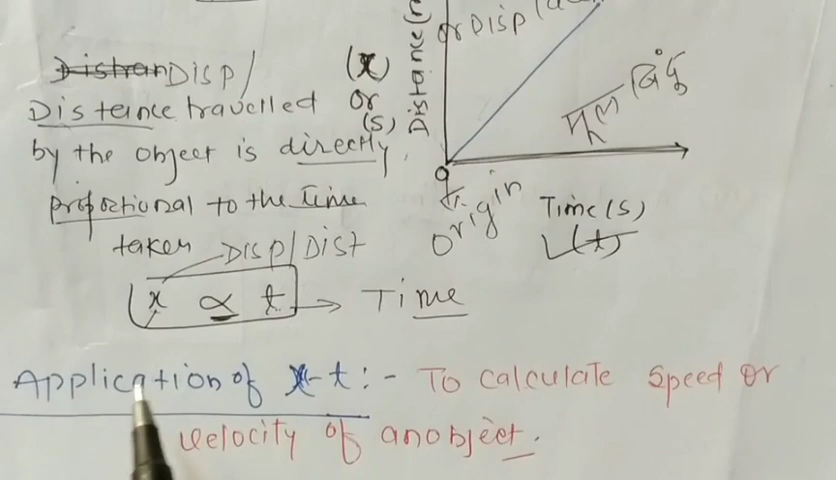 Disp/ (x)
Distance travelled or
(s)
by the object is directly
proportional to the Time
taken
DISP/DIST
x ∝ t → Time
Distance
or Displ
मूल बिंदु
O
origin
Time (s)
(t)
Application of x-t :- To calculate speed or
velocity of an object.